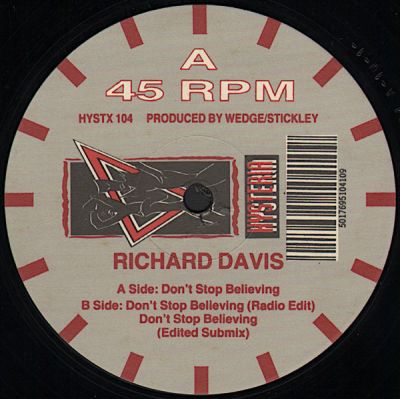 A
45 RPM
HYSTX 104 PRODUCED BY WEDGE/STICKLEY
HYSTERIA
5017695104109
RICHARD DAVIS
A Side: Don't Stop Believing
B Side: Don't Stop Believing (Radio Edit)
Don't Stop Believing
(Edited Submix)